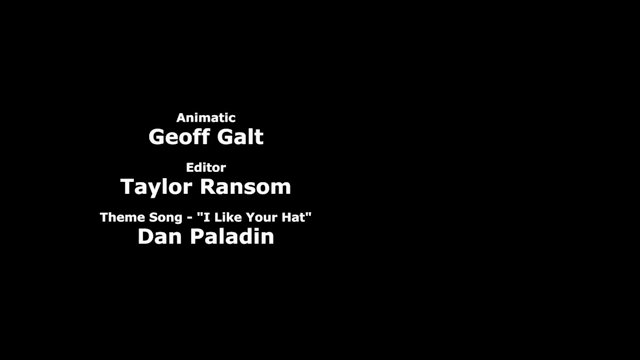 Animatic
Geoff Galt
Editor
Taylor Ransom
Theme Song - "I Like Your Hat"
Dan Paladin